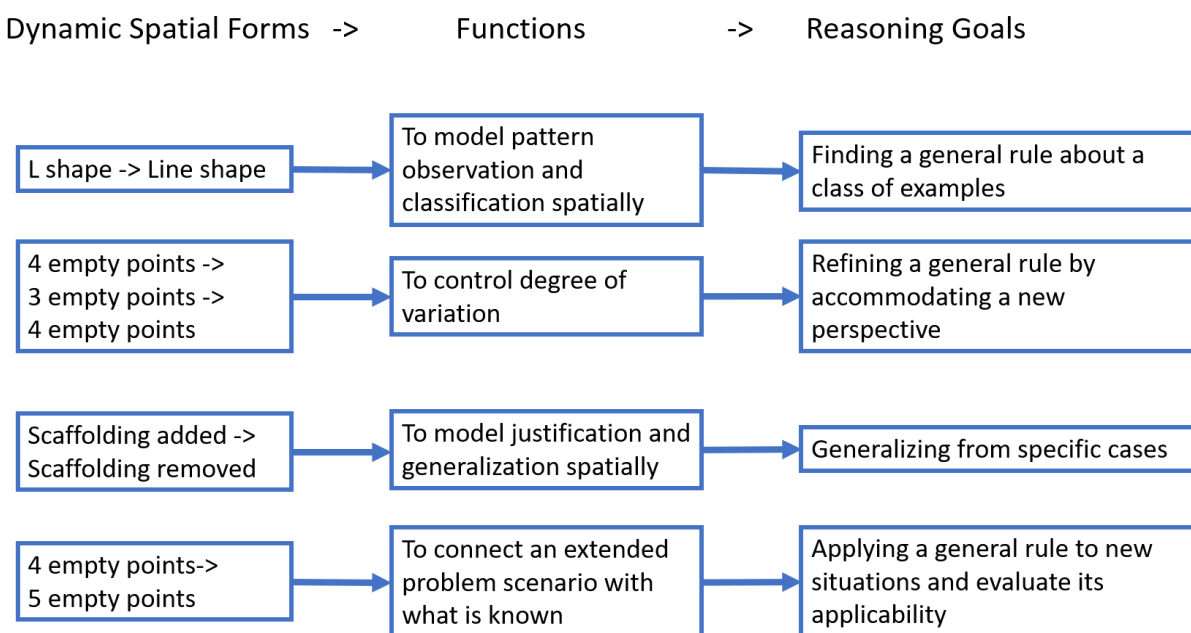 Dynamic Spatial Forms -> Functions -> Reasoning Goals
L shape -> Line shape
To model pattern
observation and
classification spatially
Finding a general rule about a
class of examples
4 empty points ->
3 empty points ->
4 empty points
To control degree of
variation
Refining a general rule by
accommodating a new
perspective
Scaffolding added ->
Scaffolding removed
To model justification and
generalization spatially
Generalizing from specific cases
4 empty points->
5 empty points
To connect an extended
problem scenario with
what is known
Applying a general rule to new
situations and evaluate its
applicability